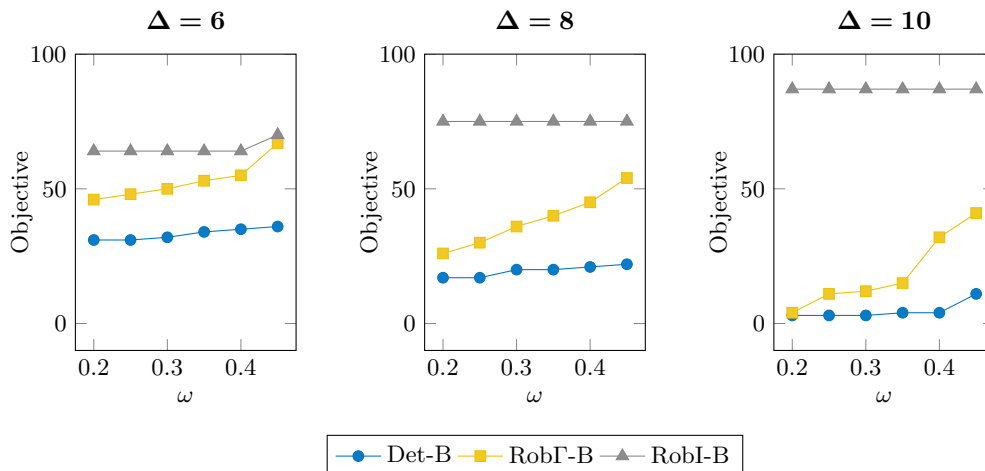 Δ = 6
Δ = 8
Δ = 10
100
50
0
Objective
0.2 0.3 0.4
ω
100
50
0
Objective
0.2 0.3 0.4
ω
100
50
0
Objective
0.2 0.3 0.4
ω
Det-B RobΓ-B RobI-B